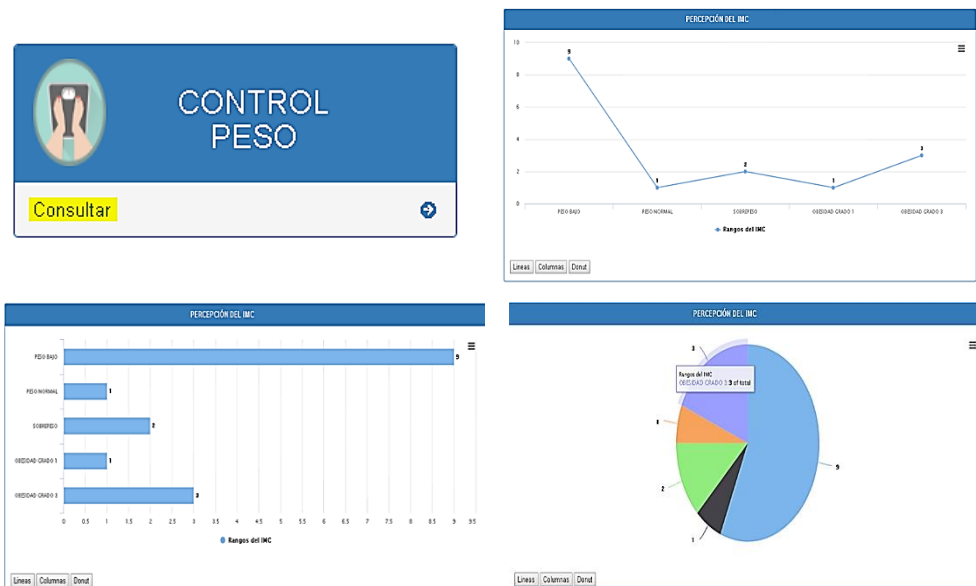 CONTROL
PESO
Consultar
PERCEPCIÓN DEL IMC
10
8
6
4
2
0
9
1
2
1
3
PESO BAJO
PESO NORMAL
SOBREPESO
OBESIDAD GRADO 1
OBESIDAD GRADO 3
Rangos del IMC
Lineas
Columnas
Donut
PERCEPCIÓN DEL IMC
PESO BAJO
9
PESO NORMAL
1
SOBREPESO
2
OBESIDAD GRADO 1
1
OBESIDAD GRADO 3
3
0 0.5 1 1.5 2 2.5 3 3.5 4 4.5 5 5.5 6 6.5 7 7.5 8 8.5 9 9.5
Rangos del IMC
Lineas
Columnas
Donut
PERCEPCIÓN DEL IMC
3
Rangos del IMC
OBESIDAD GRADO 3: 3 of total
1
9
2
1
Lineas
Columnas
Donut